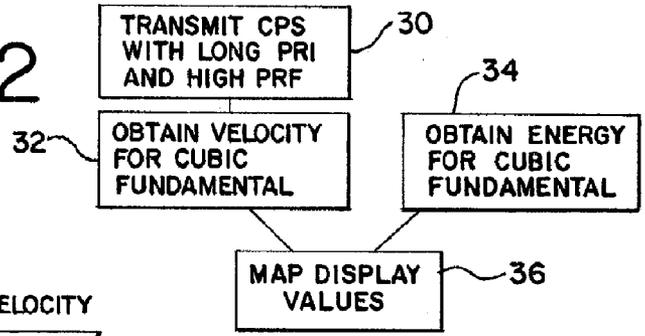 2
TRANSMIT CPS
WITH LONG PRI
AND HIGH PRF
30
32
OBTAIN VELOCITY
FOR CUBIC
FUNDAMENTAL
34
OBTAIN ENERGY
FOR CUBIC
FUNDAMENTAL
MAP DISPLAY
VALUES
36
ELOCITY